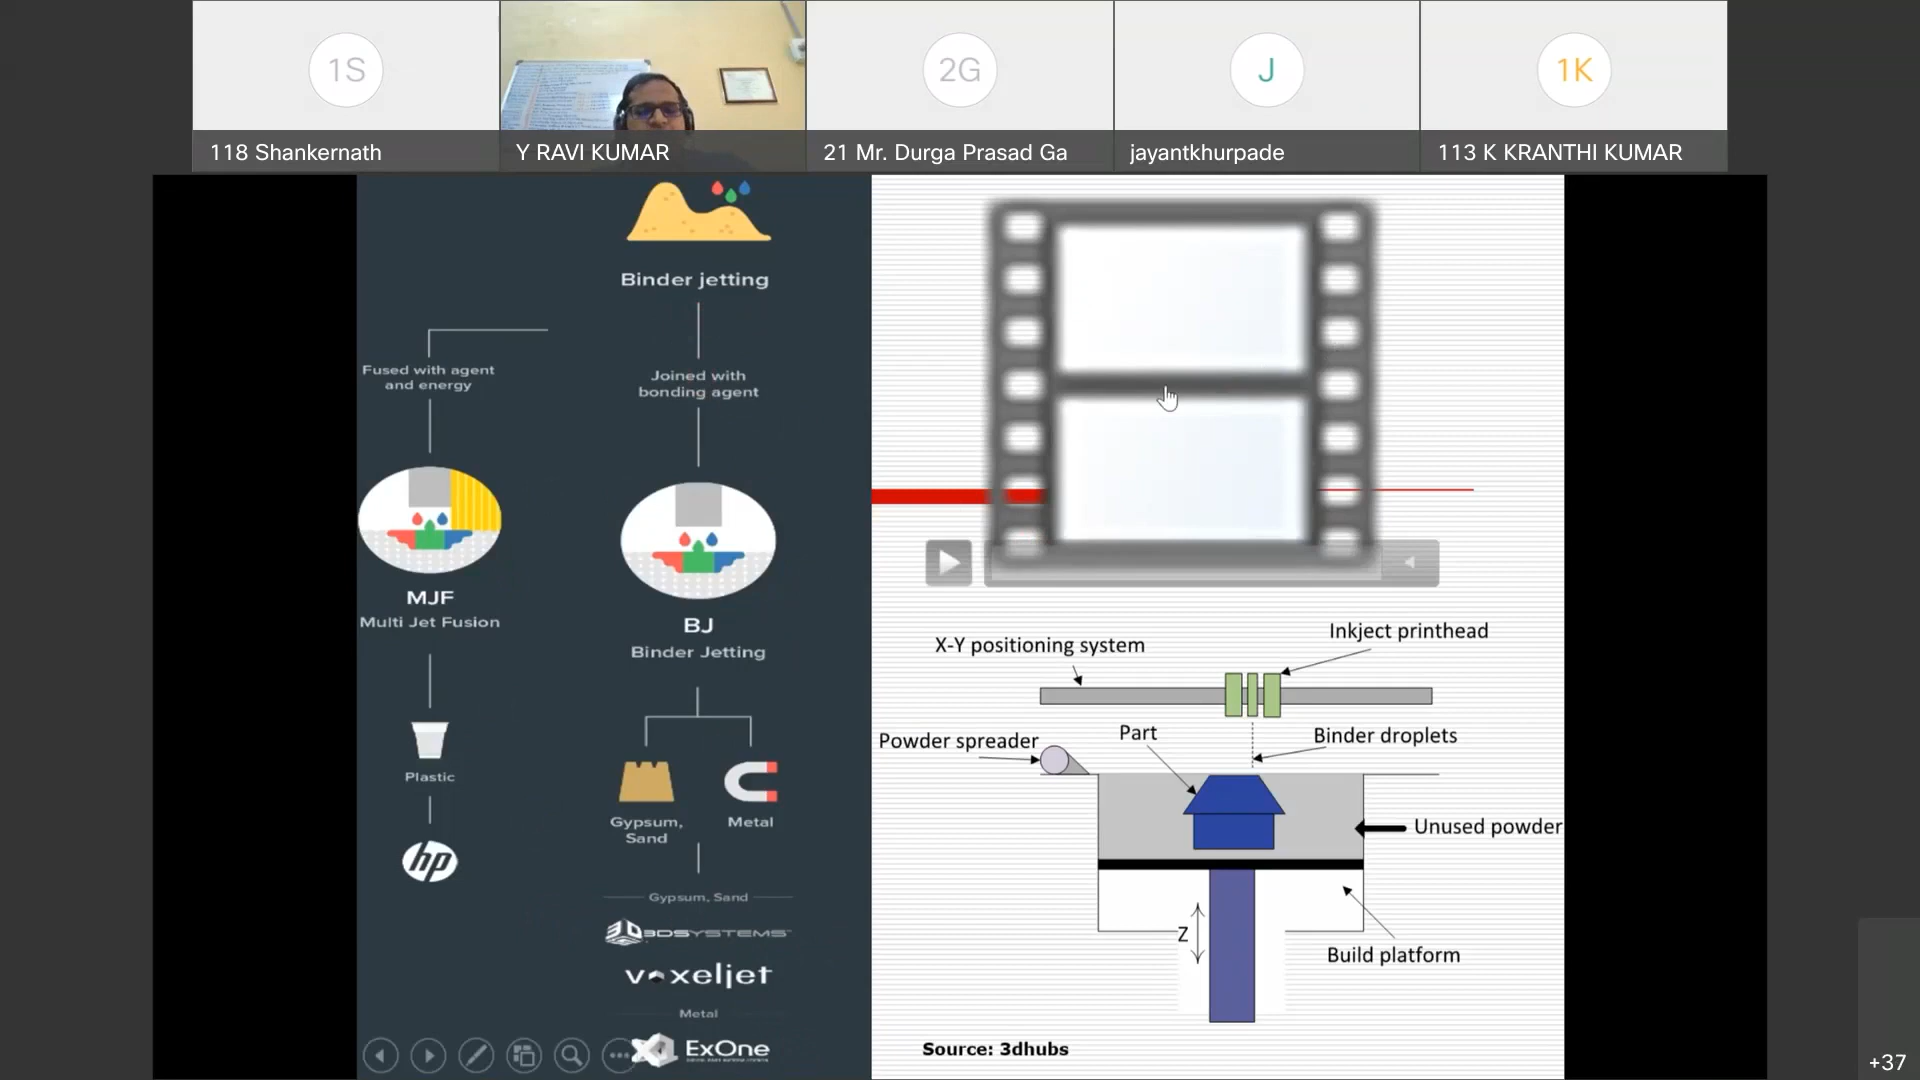 1S
2G
J
1K
118 Shankernath
Y RAVI KUMAR
21 Mr. Durga Prasad Ga
jayantkhurpade
113 K KRANTHI KUMAR
Binder jetting
Fused with agent
and energy
Joined with
bonding agent
MJF
Multi Jet Fusion
BJ
Binder Jetting
Plastic
hp
Gypsum,
Sand
Metal
Gypsum, Sand
3DSYSTEMS
voxeljet
Metal
ExOne
X-Y positioning system
Inkject printhead
Powder spreader
Part
Binder droplets
Unused powder
Z
Build platform
Source: 3dhubs
+37